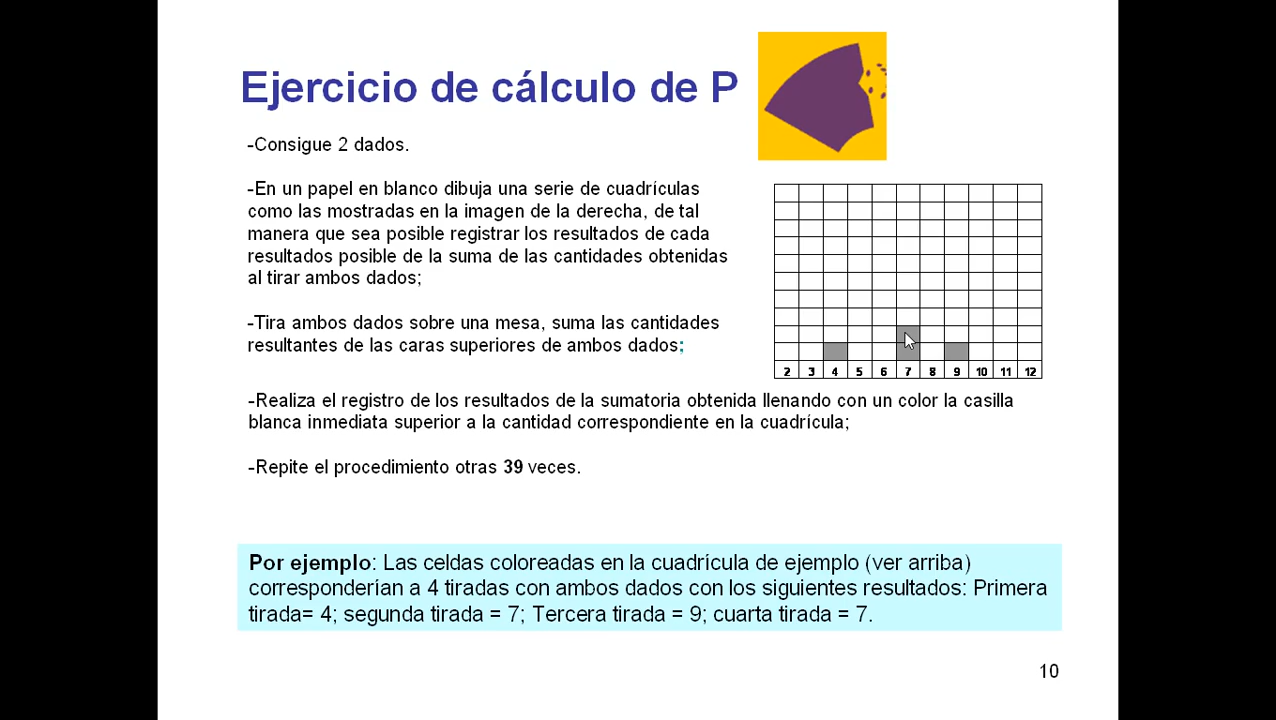 Ejercicio de cálculo de P
-Consigue 2 dados.
-En un papel en blanco dibuja una serie de cuadrículas
como las mostradas en la imagen de la derecha, de tal
manera que sea posible registrar los resultados de cada
resultados posible de la suma de las cantidades obtenidas
al tirar ambos dados;
-Tira ambos dados sobre una mesa, suma las cantidades
resultantes de las caras superiores de ambos dados;
2 3 4 5 6 7 8 9 10 11 12
-Realiza el registro de los resultados de la sumatoria obtenida llenando con un color la casilla
blanca inmediata superior a la cantidad correspondiente en la cuadrícula;
-Repite el procedimiento otras 39 veces.
Por ejemplo: Las celdas coloreadas en la cuadrícula de ejemplo (ver arriba)
corresponderían a 4 tiradas con ambos dados con los siguientes resultados: Primera
tirada= 4; segunda tirada = 7; Tercera tirada = 9; cuarta tirada = 7.
10